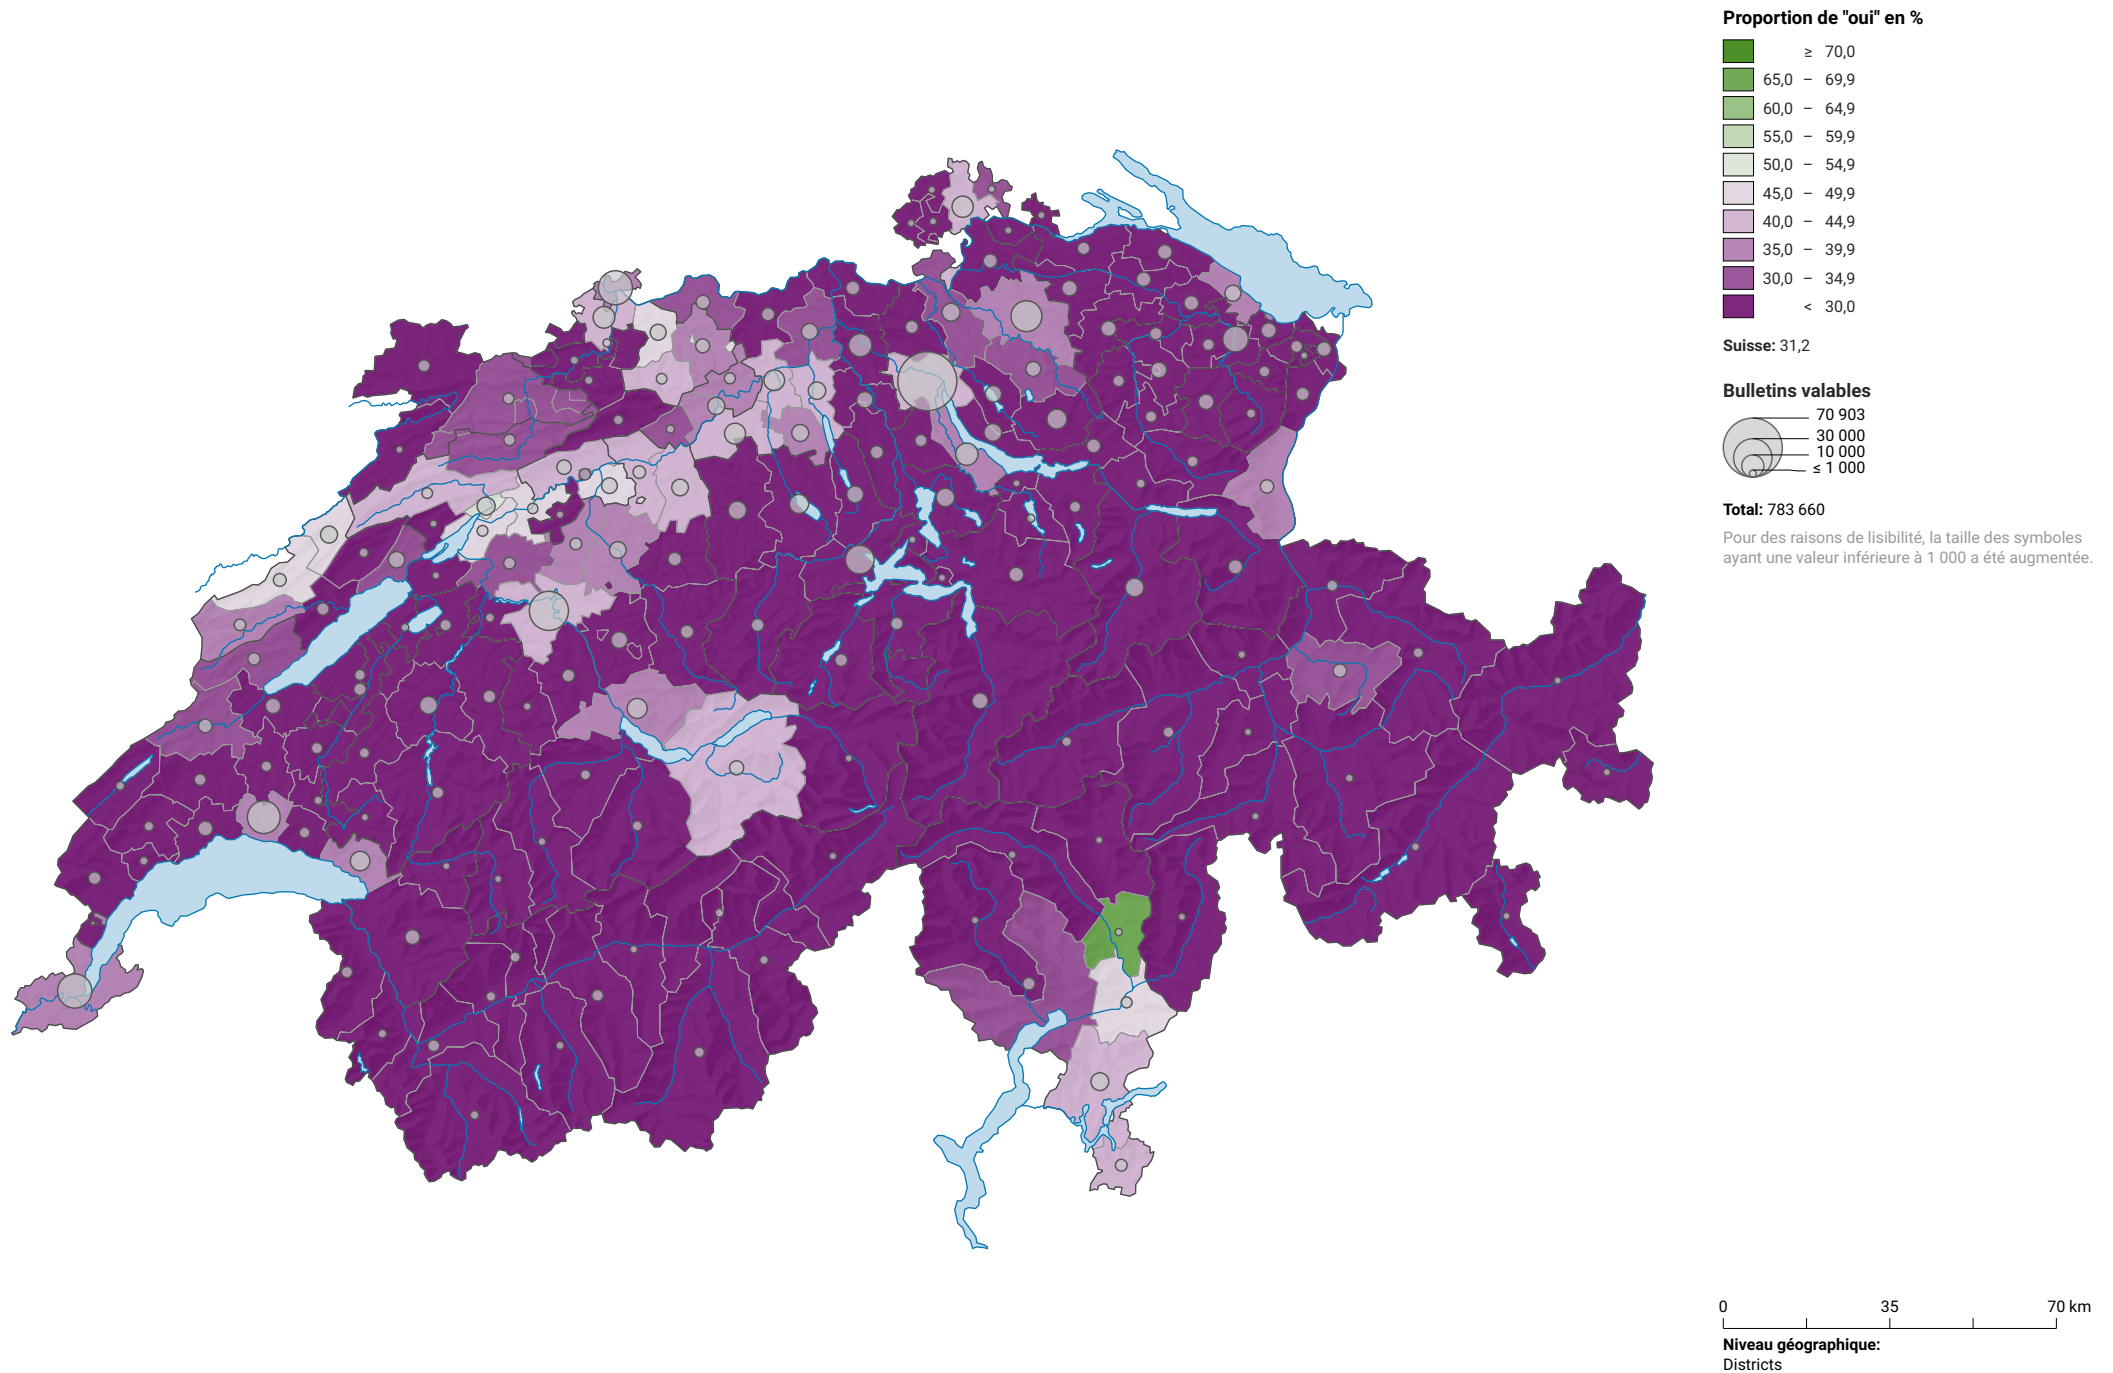 Proportion de "oui" en %
≥ 70,0
65,0 – 69,9
60,0 – 64,9
55,0 – 59,9
50,0 – 54,9
45,0 – 49,9
40,0 – 44,9
35,0 – 39,9
30,0 – 34,9
< 30,0
Suisse: 31,2
Bulletins valables
70 903
30 000
10 000
≤ 1 000
Total: 783 660
Pour des raisons de lisibilité, la taille des symboles
ayant une valeur inférieure à 1 000 a été augmentée.
0 35 70 km
Niveau géographique:
Districts